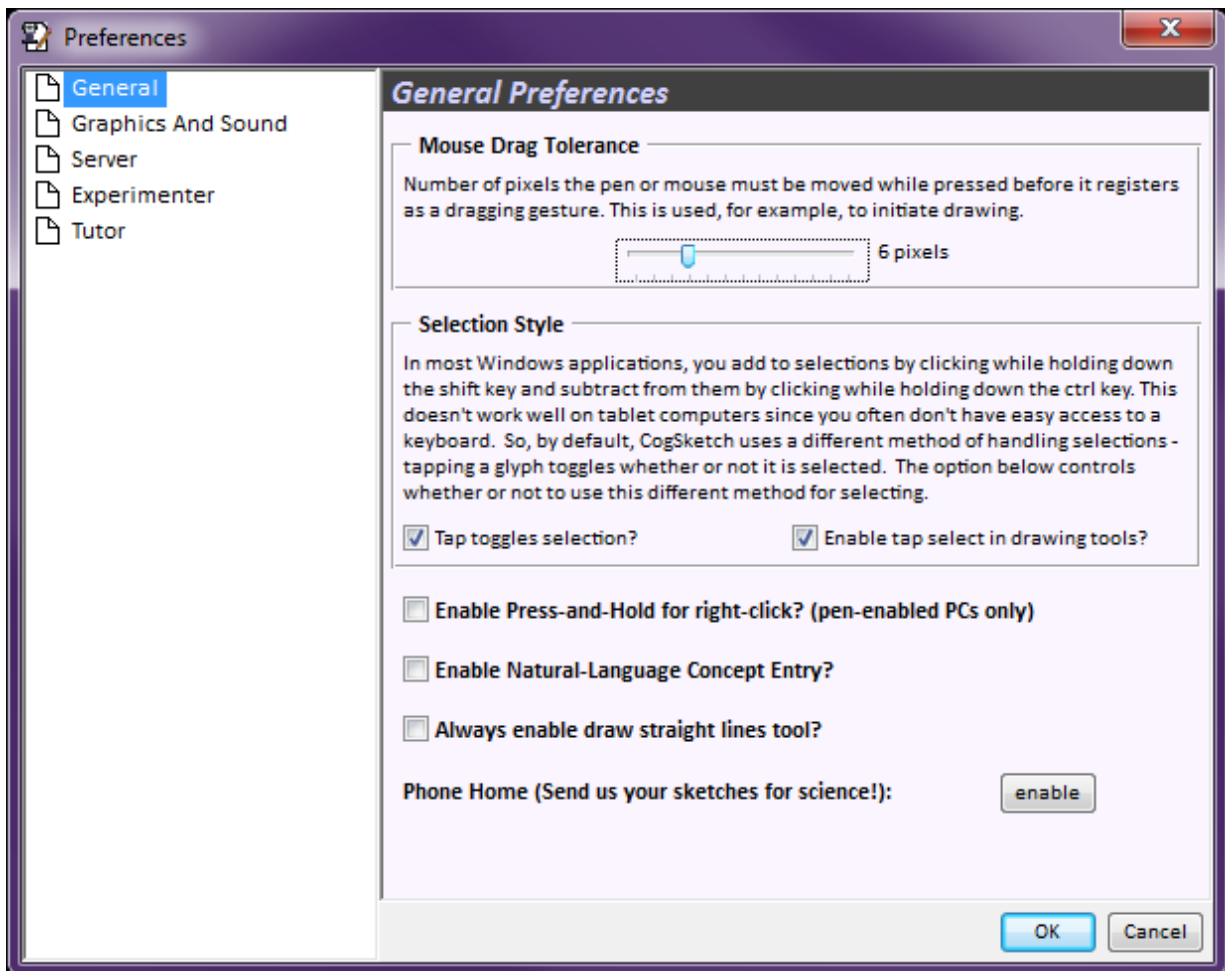 Preferences
General
Graphics And Sound
Server
Experimenter
Tutor
General Preferences
Mouse Drag Tolerance
Number of pixels the pen or mouse must be moved while pressed before it registers
as a dragging gesture. This is used, for example, to initiate drawing.
6 pixels
Selection Style
In most Windows applications, you add to selections by clicking while holding down
the shift key and subtract from them by clicking while holding down the ctrl key. This
doesn't work well on tablet computers since you often don't have easy access to a
keyboard.  So, by default, CogSketch uses a different method of handling selections -
tapping a glyph toggles whether or not it is selected.  The option below controls
whether or not to use this different method for selecting.
Tap toggles selection? Enable tap select in drawing tools?
Enable Press-and-Hold for right-click? (pen-enabled PCs only)
Enable Natural-Language Concept Entry?
Always enable draw straight lines tool?
Phone Home (Send us your sketches for science!): enable
OK Cancel